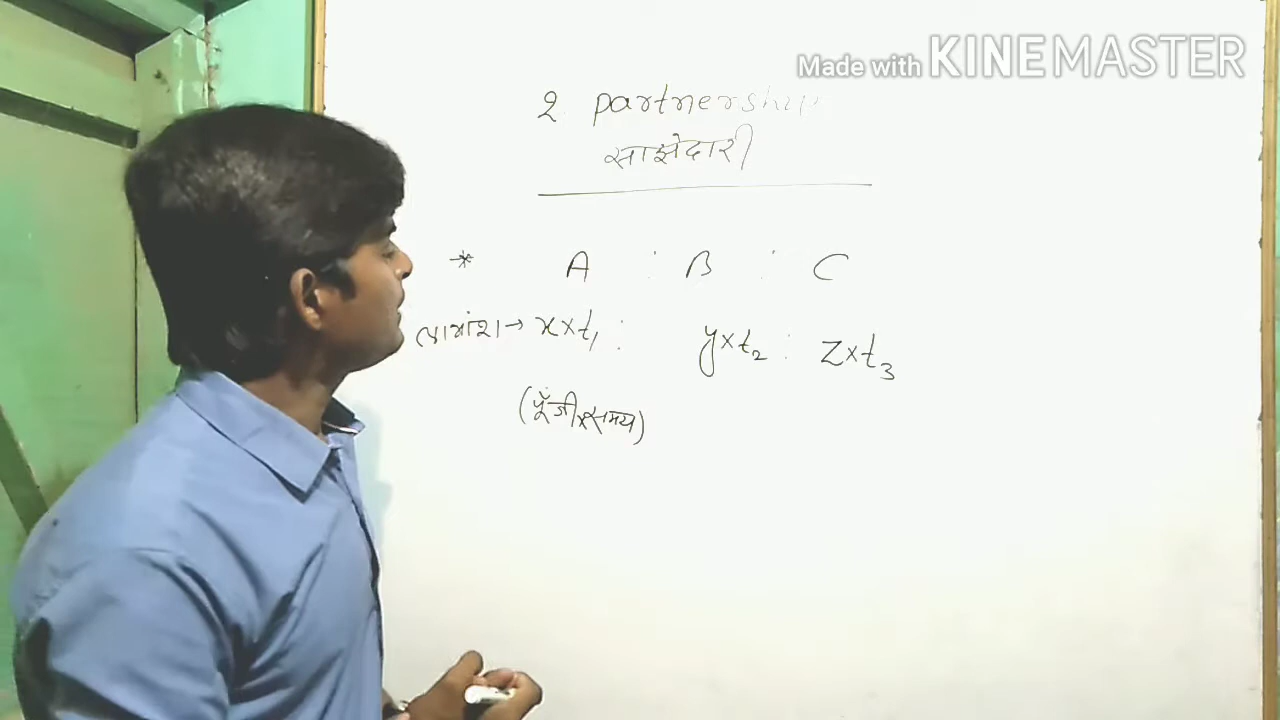 Made with KINEMASTER
2. partnership
साझेदारी
* A : B : C
लाभांश → x×t₁ : y×t₂ : z×t₃
(पूँजी×समय)